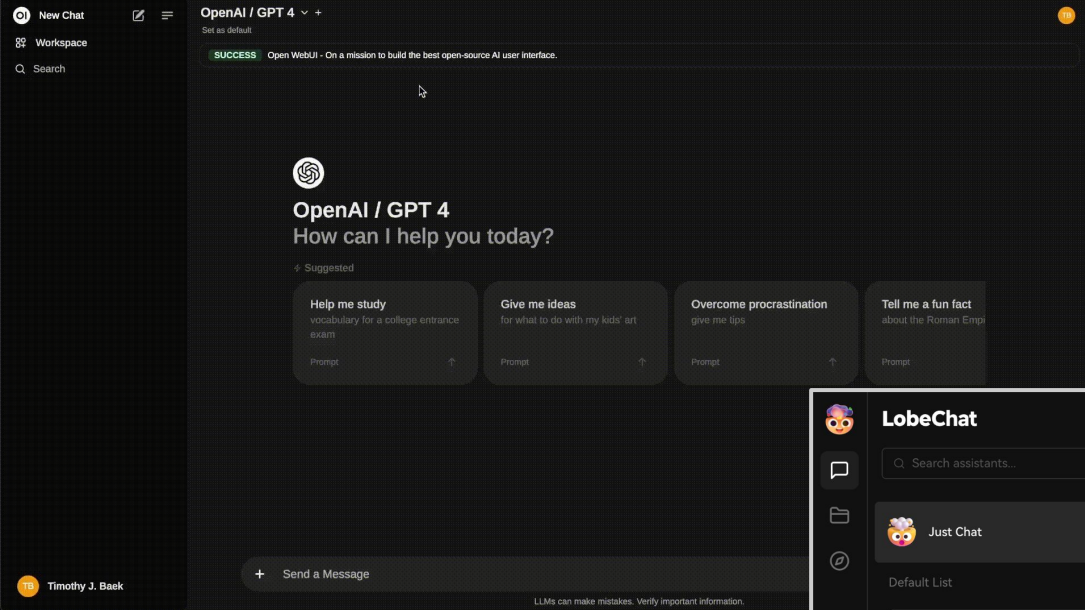 OI New Chat
Workspace
Search
OpenAI / GPT 4
Set as default
TB
SUCCESS Open WebUI - On a mission to build the best open-source AI user interface.
OpenAI / GPT 4
How can I help you today?
Suggested
Help me study
vocabulary for a college entrance
exam
Prompt
Give me ideas
for what to do with my kids' art
Prompt
Overcome procrastination
give me tips
Prompt
Tell me a fun fact
about the Roman Empi
Prompt
+ Send a Message
LLMs can make mistakes. Verify important information.
TB Timothy J. Baek
LobeChat
Search assistants...
Just Chat
Default List